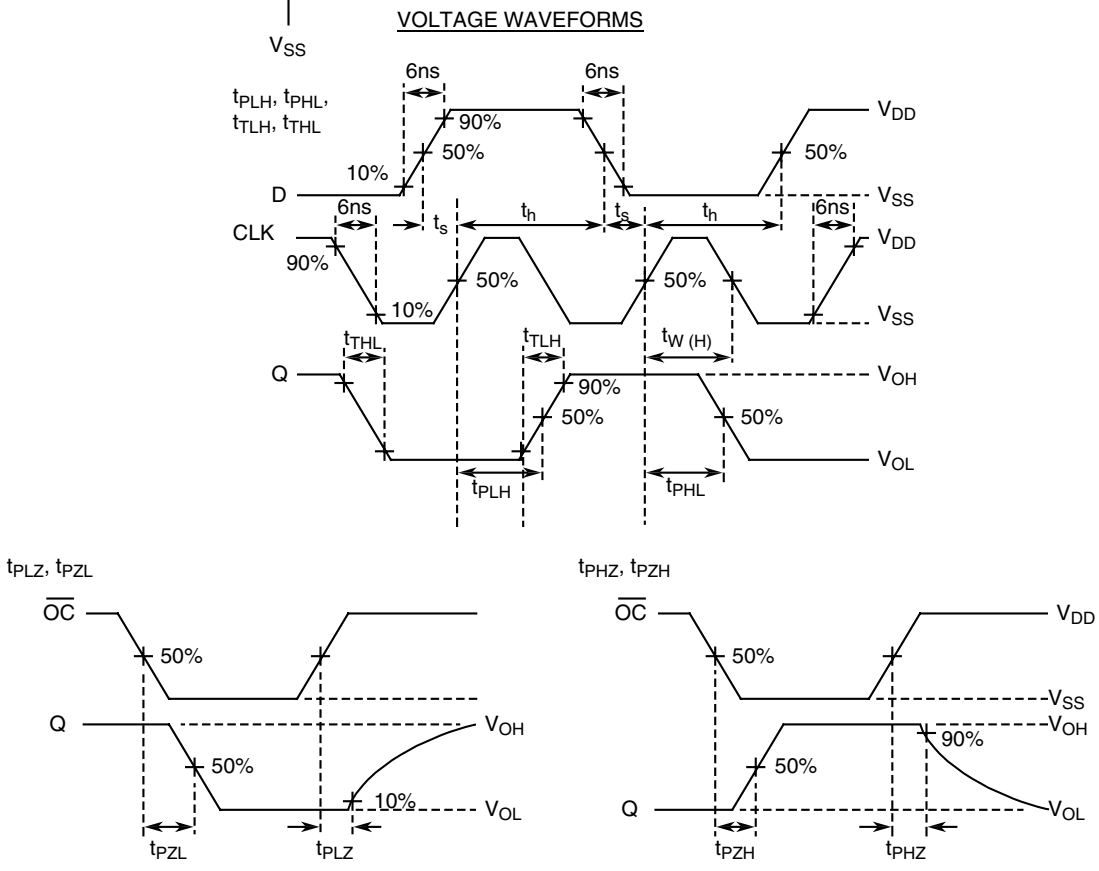 VOLTAGE WAVEFORMS
VSS
6ns 6ns
tPLH, tPHL,
tTLH, tTHL
VDD
90%
50% 50%
10%
D
VSS
6ns ts th ts th 6ns
CLK VDD
90%
50% 50%
10%
VSS
tTHL tTLH tW (H)
Q VOH
90%
50% 50%
VOL
tPLH tPHL
tPLZ, tPZL
OC
50%
Q VOH
50%
10%
VOL
tPZL tPLZ
tPHZ, tPZH
OC VDD
50%
VSS
VOH
90%
50%
Q VOL
tPZH tPHZ